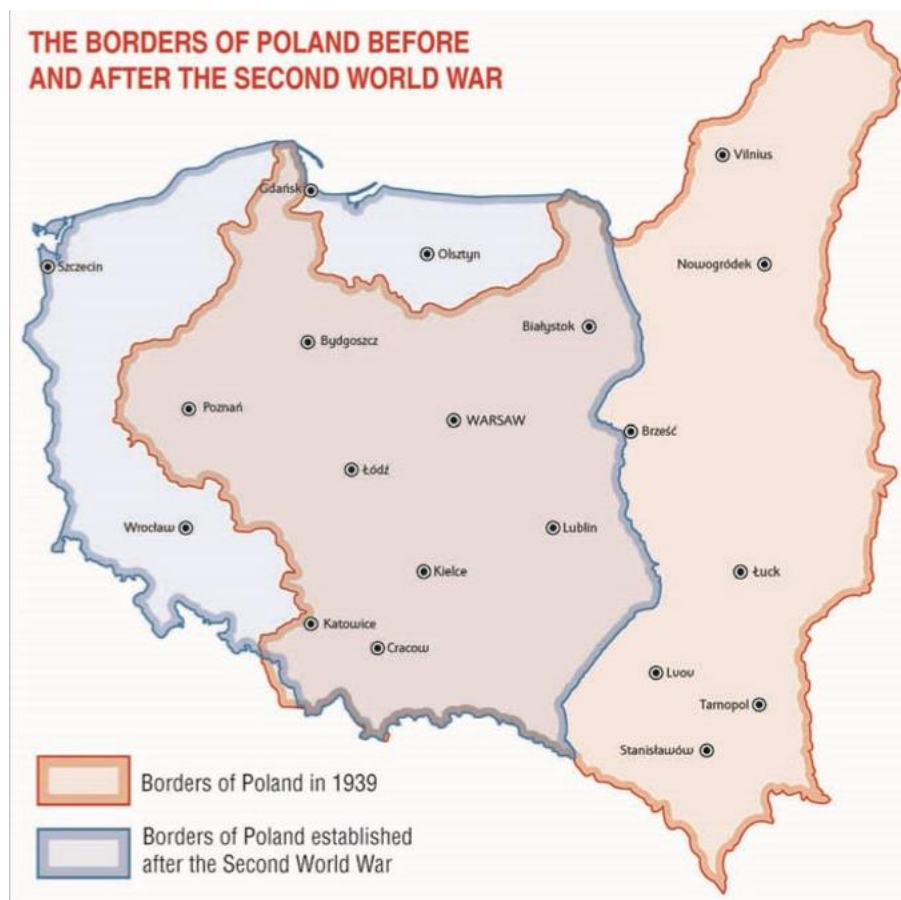 THE BORDERS OF POLAND BEFORE
AND AFTER THE SECOND WORLD WAR
Vilnius
Gdańsk
Olsztyn
Szczecin
Nowogródek
Białystok
Bydgoszcz
Poznań
WARSAW
Brześć
Łódź
Wrocław
Lublin
Kielce
Łuck
Katowice
Cracow
Lvov
Tarnopol
Stanisławów
Borders of Poland in 1939
Borders of Poland established
after the Second World War